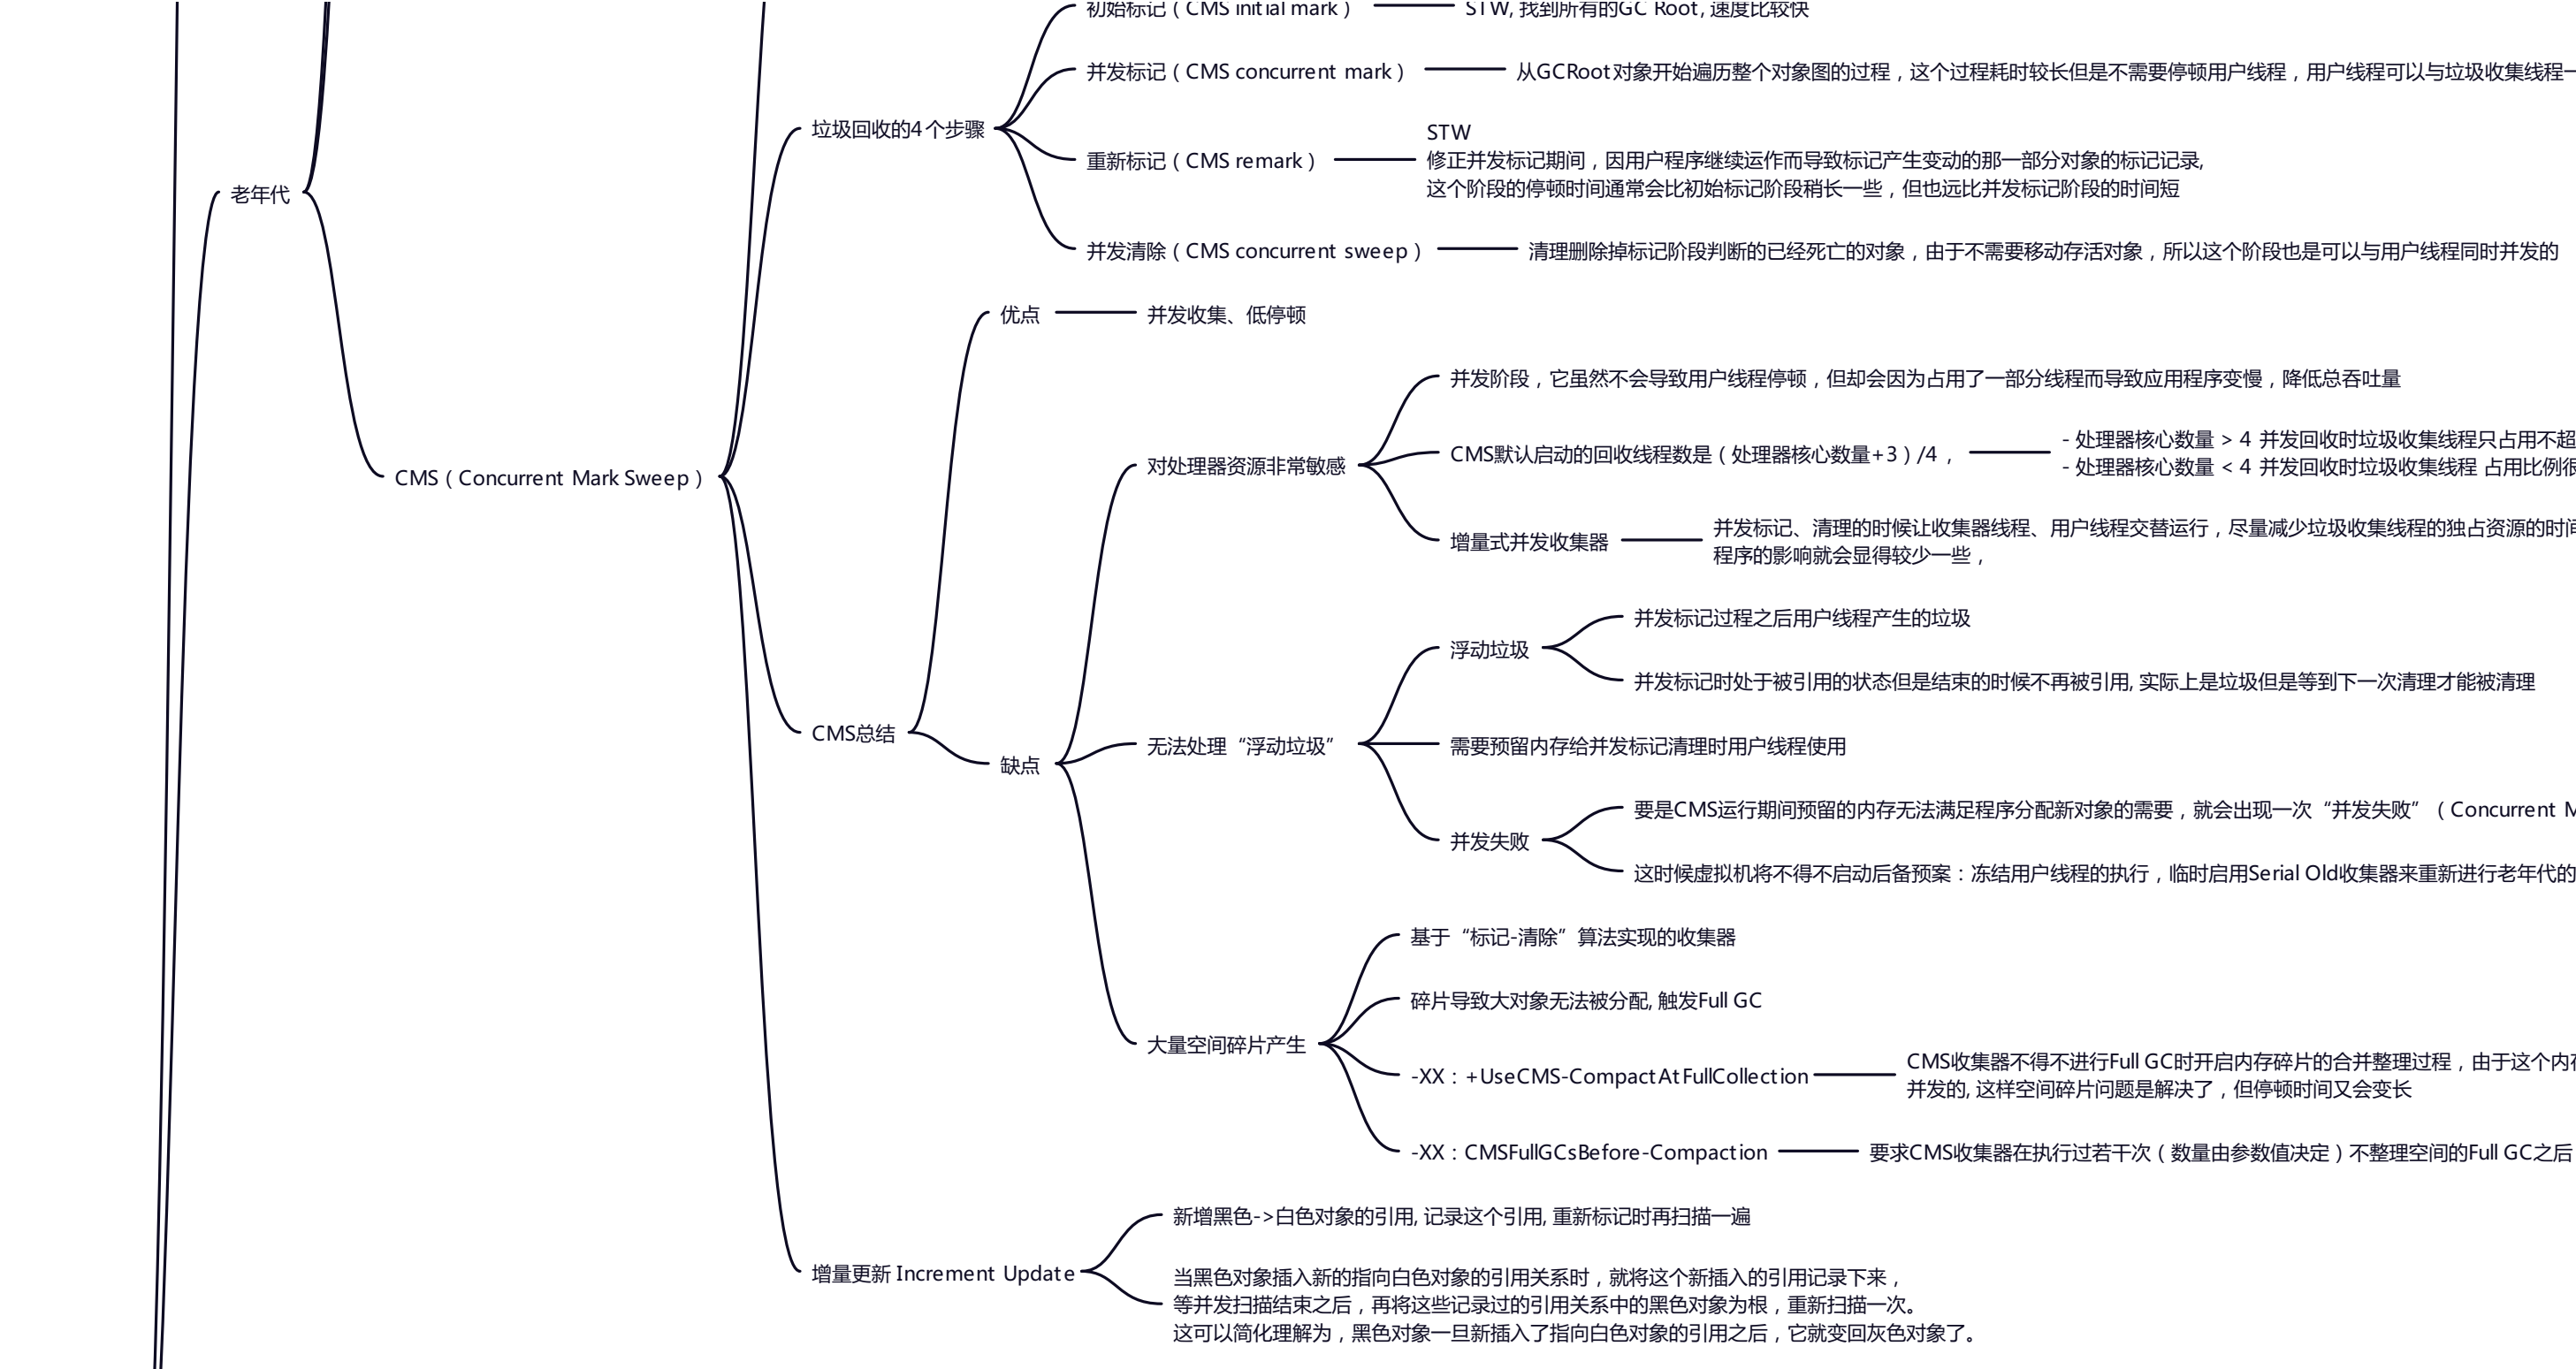 初始标记（CMS initial mark）
STW, 找到所有的GC Root, 速度比较快
并发标记（CMS concurrent mark）
从GCRoot对象开始遍历整个对象图的过程，这个过程耗时较长但是不需要停顿用户线程，用户线程可以与垃圾收集线程一
垃圾回收的4个步骤
STW
重新标记（CMS remark）
修正并发标记期间，因用户程序继续运作而导致标记产生变动的那一部分对象的标记记录,
这个阶段的停顿时间通常会比初始标记阶段稍长一些，但也远比并发标记阶段的时间短
老年代
并发清除（CMS concurrent sweep）
清理删除掉标记阶段判断的已经死亡的对象，由于不需要移动存活对象，所以这个阶段也是可以与用户线程同时并发的
优点
并发收集、低停顿
并发阶段，它虽然不会导致用户线程停顿，但却会因为占用了一部分线程而导致应用程序变慢，降低总吞吐量
对处理器资源非常敏感
CMS默认启动的回收线程数是（处理器核心数量+3）/4，
- 处理器核心数量 > 4 并发回收时垃圾收集线程只占用不超
- 处理器核心数量 < 4 并发回收时垃圾收集线程 占用比例很
CMS（Concurrent Mark Sweep）
增量式并发收集器
并发标记、清理的时候让收集器线程、用户线程交替运行，尽量减少垃圾收集线程的独占资源的时间
程序的影响就会显得较少一些，
浮动垃圾
并发标记过程之后用户线程产生的垃圾
并发标记时处于被引用的状态但是结束的时候不再被引用, 实际上是垃圾但是等到下一次清理才能被清理
CMS总结
缺点
无法处理“浮动垃圾”
需要预留内存给并发标记清理时用户线程使用
并发失败
要是CMS运行期间预留的内存无法满足程序分配新对象的需要，就会出现一次“并发失败”（Concurrent M
这时候虚拟机将不得不启动后备预案：冻结用户线程的执行，临时启用Serial Old收集器来重新进行老年代的
基于“标记-清除”算法实现的收集器
碎片导致大对象无法被分配, 触发Full GC
大量空间碎片产生
-XX：+UseCMS-CompactAtFullCollection
CMS收集器不得不进行Full GC时开启内存碎片的合并整理过程，由于这个内存
并发的, 这样空间碎片问题是解决了，但停顿时间又会变长
-XX：CMSFullGCsBefore-Compaction
要求CMS收集器在执行过若干次（数量由参数值决定）不整理空间的Full GC之后
新增黑色->白色对象的引用, 记录这个引用, 重新标记时再扫描一遍
增量更新 Increment Update
当黑色对象插入新的指向白色对象的引用关系时，就将这个新插入的引用记录下来，
等并发扫描结束之后，再将这些记录过的引用关系中的黑色对象为根，重新扫描一次。
这可以简化理解为，黑色对象一旦新插入了指向白色对象的引用之后，它就变回灰色对象了。